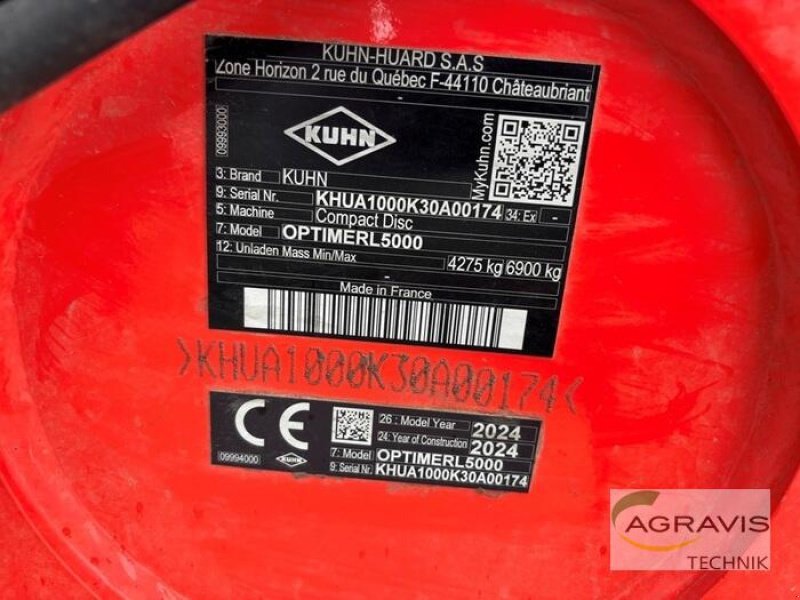 KUHN-HUARD S.A.S
Zone Horizon 2 rue du Québec F-44110 Châteaubriant
09993000
KUHN
MyKuhn.com
3: Brand KUHN
9: Serial Nr. KHUA1000K30A00174 34: Ex -
5: Machine Compact Disc
7: Model OPTIMERL5000
12: Unladen Mass Min/Max 4275 kg 6900 kg
Made in France
>KHUA1000K30A00174<
CE
09994000
KUHN
26: Model Year 2024
24: Year of Construction 2024
7: Model OPTIMERL5000
9: Serial Nr. KHUA1000K30A00174
AGRAVIS
TECHNIK